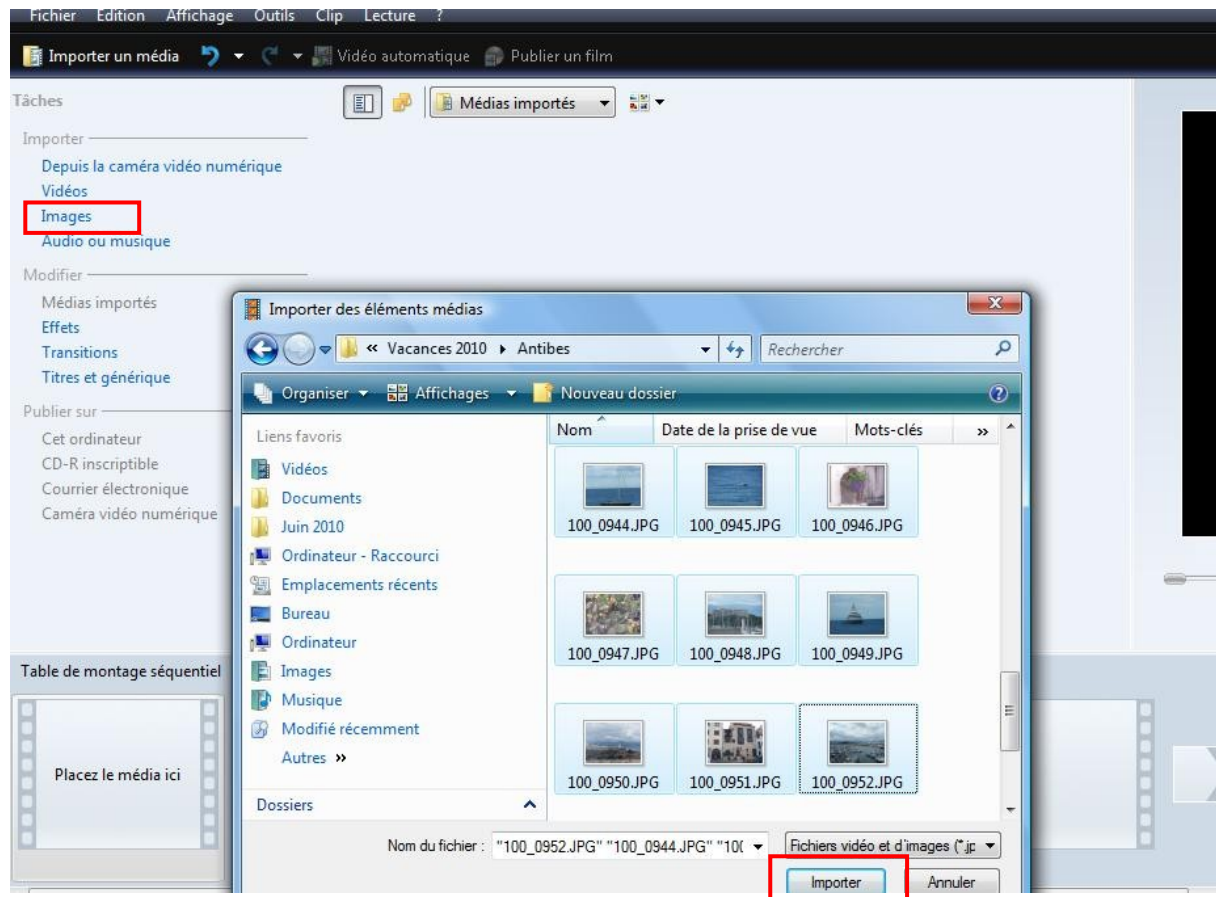 Fichier Edition Affichage Outils Clip Lecture ?
Importer un média Vidéo automatique Publier un film
Tâches
Médias importés
Importer
Depuis la caméra vidéo numérique
Vidéos
Images
Audio ou musique
Modifier
Médias importés
Effets
Transitions
Titres et générique
Publier sur
Cet ordinateur
CD-R inscriptible
Courrier électronique
Caméra vidéo numérique
Importer des éléments médias
« Vacances 2010 Antibes
Rechercher
Organiser Affichages Nouveau dossier
Liens favoris
Vidéos
Documents
Juin 2010
Ordinateur - Raccourci
Emplacements récents
Bureau
Ordinateur
Images
Musique
Modifié récemment
Autres »
Dossiers
Nom Date de la prise de vue Mots-clés »
100_0944.JPG 100_0945.JPG 100_0946.JPG
100_0947.JPG 100_0948.JPG 100_0949.JPG
100_0950.JPG 100_0951.JPG 100_0952.JPG
Nom du fichier : "100_0952.JPG" "100_0944.JPG" "10(
Fichiers vidéo et d'images (*.jp
Importer Annuler
Table de montage séquentiel
Placez le média ici